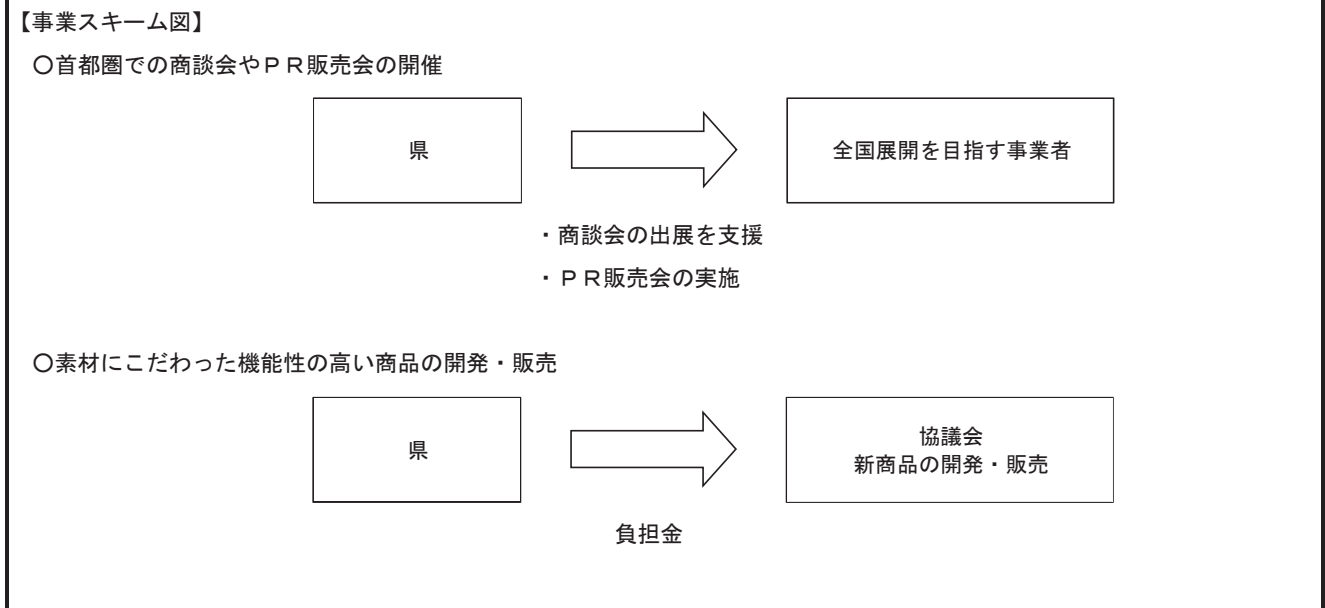 【事業スキーム図】
〇首都圏での商談会やＰＲ販売会の開催
県
全国展開を目指す事業者
・商談会の出展を支援
・ＰＲ販売会の実施
〇素材にこだわった機能性の高い商品の開発・販売
県
協議会
新商品の開発・販売
負担金